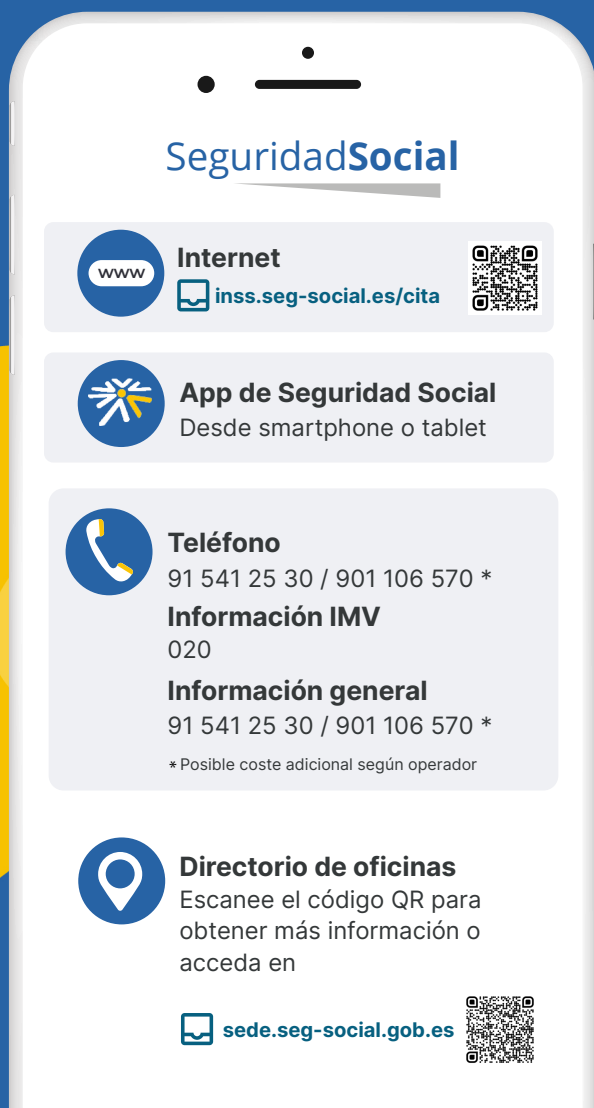 SeguridadSocial
www
Internet
inss.seg-social.es/cita
App de Seguridad Social
Desde smartphone o tablet
Teléfono
91 541 25 30 / 901 106 570 *
Información IMV
020
Información general
91 541 25 30 / 901 106 570 *
* Posible coste adicional según operador
Directorio de oficinas
Escanee el código QR para
obtener más información o
acceda en
sede.seg-social.gob.es